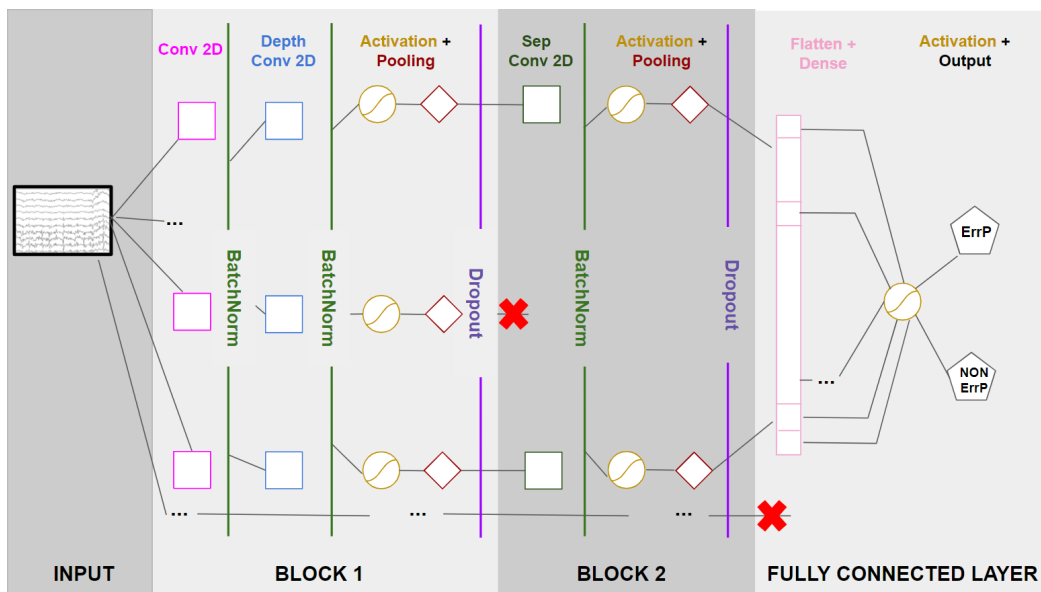 Conv 2D
Depth
Conv 2D
Activation +
Pooling
Sep
Conv 2D
Activation +
Pooling
Flatten +
Dense
Activation +
Output
...
BatchNorm
BatchNorm
Dropout
BatchNorm
Dropout
ErrP
...
NON
ErrP
...
...
...
INPUT
BLOCK 1
BLOCK 2
FULLY CONNECTED LAYER